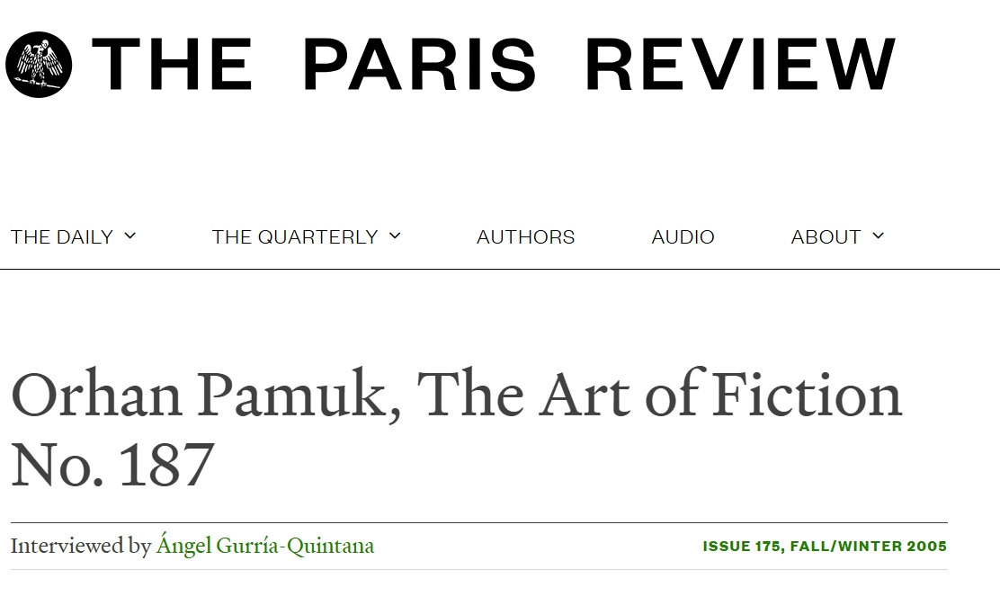 THE PARIS REVIEW
THE DAILY
THE QUARTERLY
AUTHORS
AUDIO
ABOUT
Orhan Pamuk, The Art of Fiction
No. 187
Interviewed by Ángel Gurría-Quintana
ISSUE 175, FALL/WINTER 2005